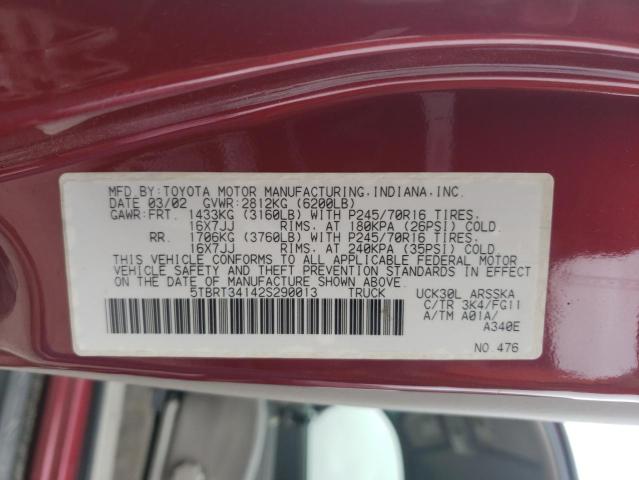 MFD.BY:TOYOTA MOTOR MANUFACTURING,INDIANA,INC.
DATE 03/02 GVWR:2812KG (6200LB)
GAWR:FRT. 1433KG (3160LB) WITH P245/70R16 TIRES,
16X7JJ RIMS, AT 180KPA (26PSI) COLD.
RR. 1706KG (3760LB) WITH P245/70R16 TIRES,
16X7JJ RIMS, AT 240KPA (35PSI) COLD.
THIS VEHICLE CONFORMS TO ALL APPLICABLE FEDERAL MOTOR
VEHICLE SAFETY AND THEFT PREVENTION STANDARDS IN EFFECT
ON THE DATE OF MANUFACTURE SHOWN ABOVE.
5TBRT34142S290013 TRUCK UCK30L ARSSKA
C/TR 3K4/FG11
A/TM A01A/
A340E
NO.476